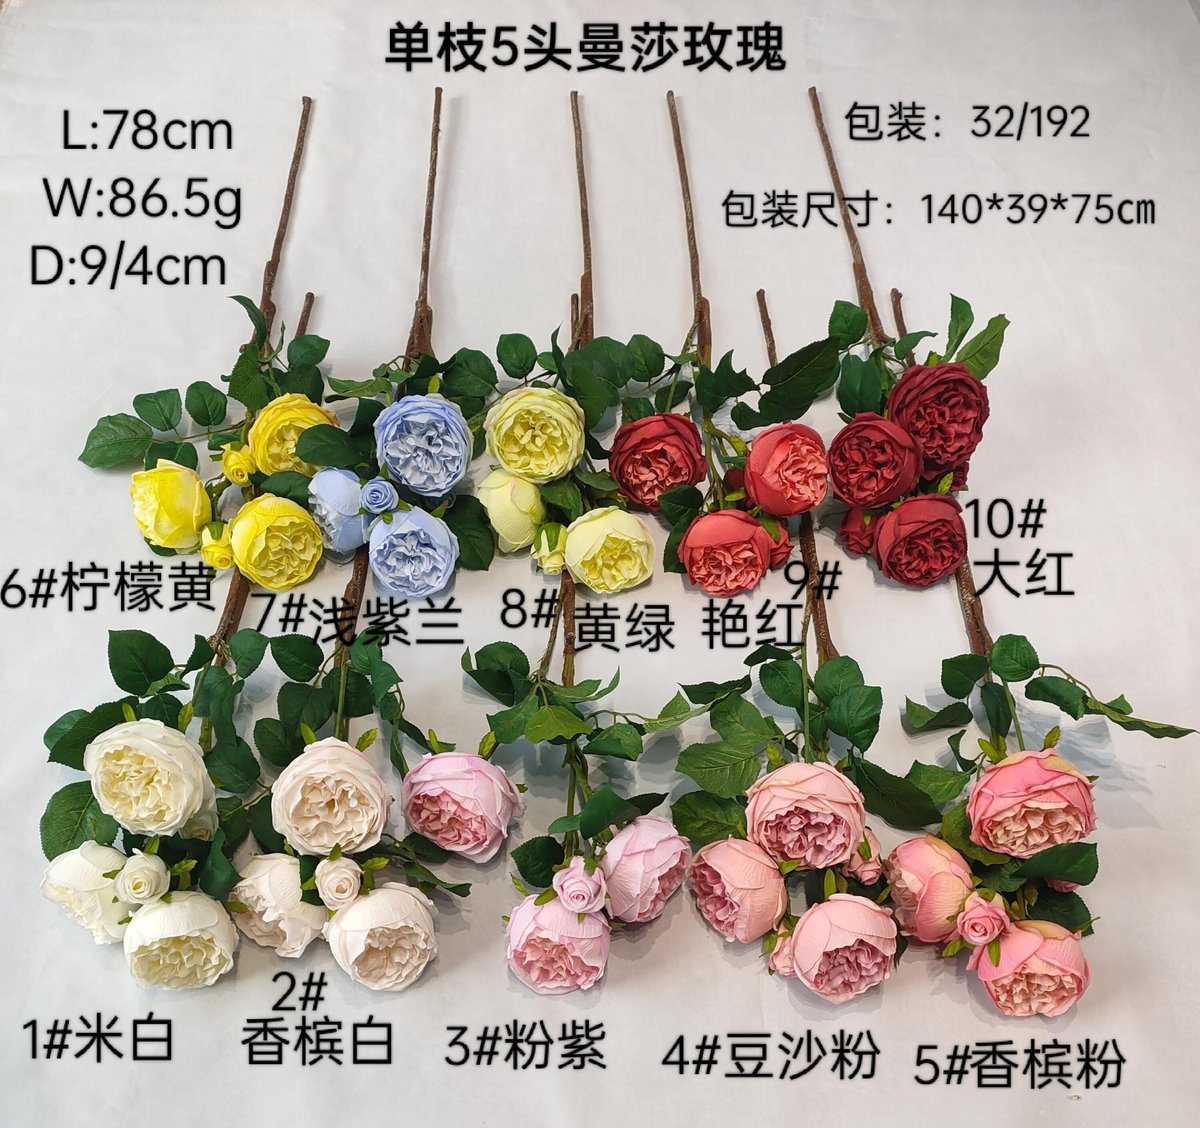 单枝5头曼莎玫瑰
L:78cm
W:86.5g
D:9/4cm
包装：32/192
包装尺寸：140*39*75㎝
6#柠檬黄
7#浅紫兰
8#黄绿
9#
艳红
10#
大红
1#米白
2#
香槟白
3#粉紫
4#豆沙粉
5#香槟粉